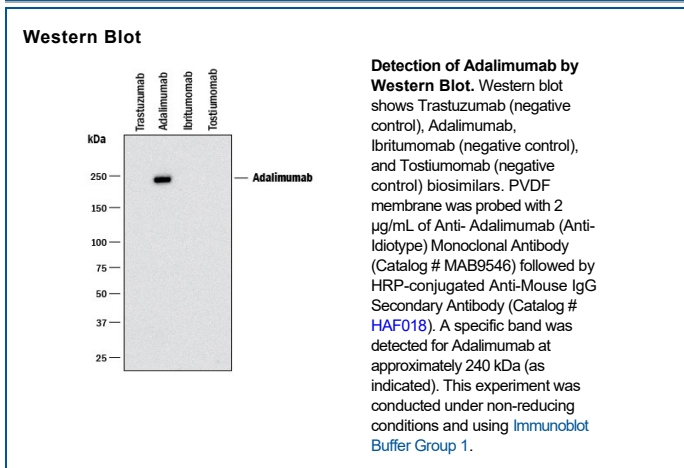 Western Blot
Trastuzumab
Adalimumab
Ibritumomab
Tostiumomab
kDa
250
150
100
75
50
37
25
Adalimumab
Detection of Adalimumab by
Western Blot. Western blot
shows Trastuzumab (negative
control), Adalimumab,
Ibritumomab (negative control),
and Tostiumomab (negative
control) biosimilars. PVDF
membrane was probed with 2
µg/mL of Anti- Adalimumab (Anti-
Idiotype) Monoclonal Antibody
(Catalog # MAB9546) followed by
HRP-conjugated Anti-Mouse IgG
Secondary Antibody (Catalog #
HAF018). A specific band was
detected for Adalimumab at
approximately 240 kDa (as
indicated). This experiment was
conducted under non-reducing
conditions and using Immunoblot
Buffer Group 1.